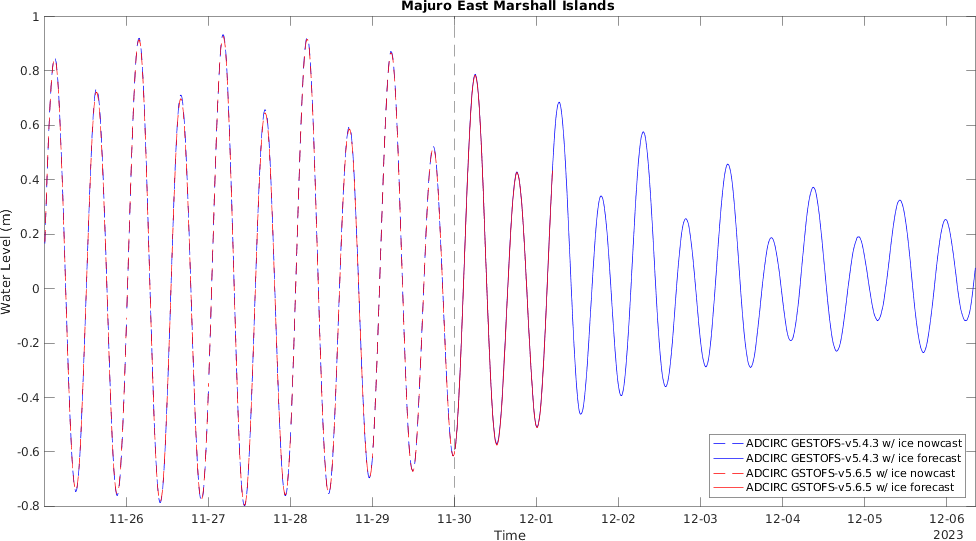 Majuro East Marshall Islands
1
0.8
0.6
0.4
0.2
0
-0.2
-0.4
-0.6
-0.8
Water Level (m)
ADCIRC GESTOFS-v5.4.3 w/ ice nowcast
ADCIRC GESTOFS-v5.4.3 w/ ice forecast
ADCIRC GSTOFS-v5.6.5 w/ ice nowcast
ADCIRC GSTOFS-v5.6.5 w/ ice forecast
11-26 11-27 11-28 11-29 11-30 12-01 12-02 12-03 12-04 12-05 12-06
Time
2023